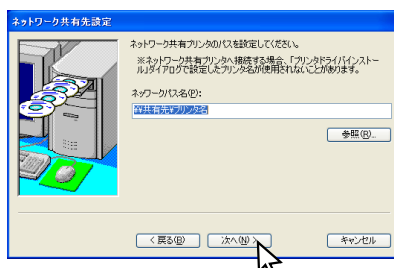 ネットワーク共有先設定
ネットワーク共有プリンタのパスを設定してください。
※ネットワーク共有プリンタへ接続する場合、「プリンタドライバインストー
ル」ダイアログで設定したプリンタ名が使用されないことがあります。
ネットワークパス名(P):
¥¥共有先¥プリンタ名
参照(R)...
< 戻る(B)
次へ(N) >
キャンセル